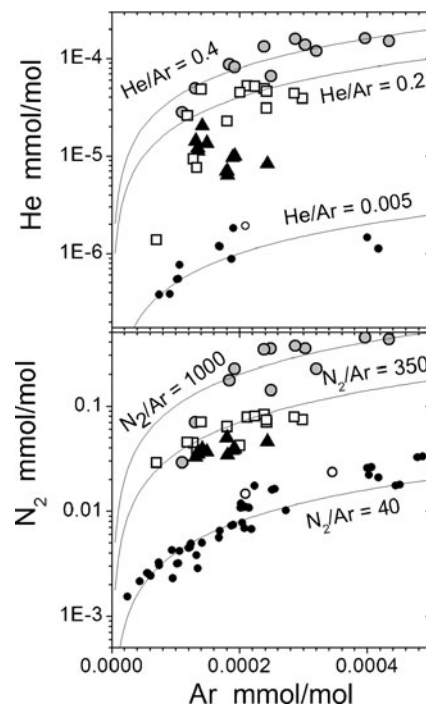 He mmol/mol
1E-4
1E-5
1E-6
He/Ar = 0.4
He/Ar = 0.2
He/Ar = 0.005
N2 mmol/mol
0.1
0.01
1E-3
N2/Ar = 1000
N2/Ar = 350
N2/Ar = 40
0.0000
0.0002
0.0004
Ar mmol/mol